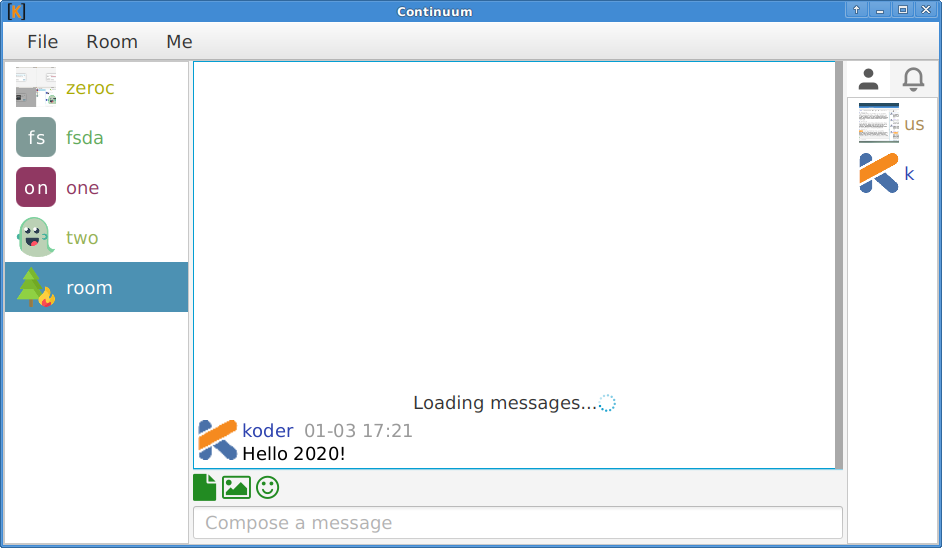 Continuum
File Room Me
zeroc
fs fsda
on one
two
room
Loading messages...
koder 01-03 17:21
Hello 2020!
Compose a message
us
k